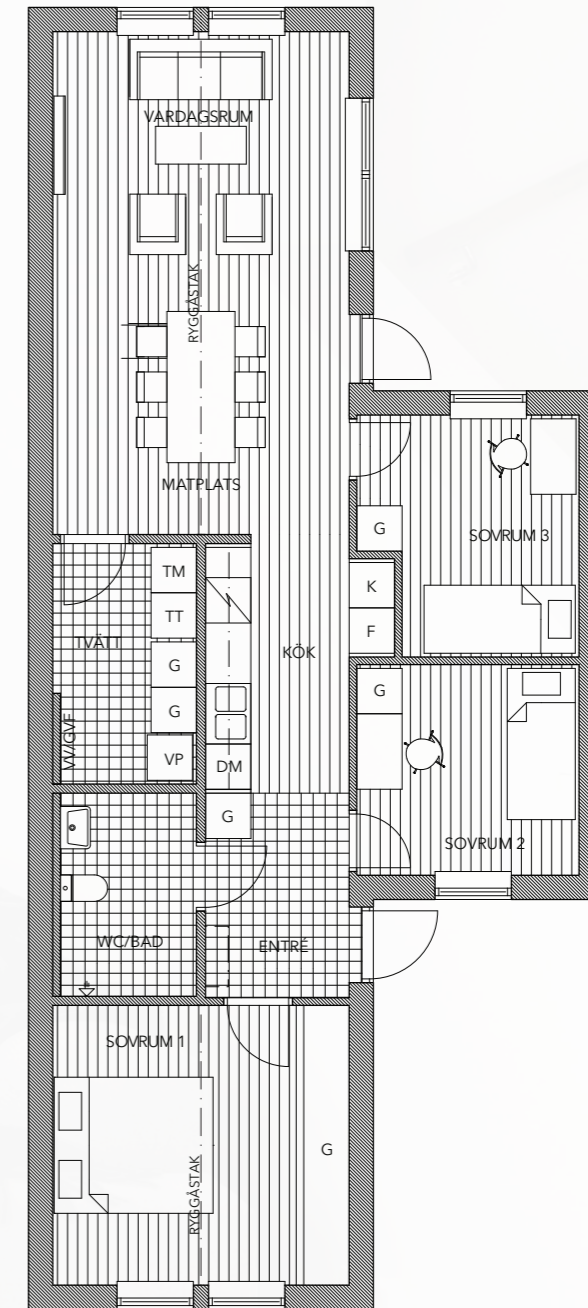 VARDAGSRUM
RYGGÅSTAK
MATPLATS
G
SOVRUM 3
TM
K
TT
TVÄTT
F
KÖK
G
G
G
VV/GVF
VP
DM
G
SOVRUM 2
WC/BAD
ENTRÉ
SOVRUM 1
G
RYGGÅSTAK